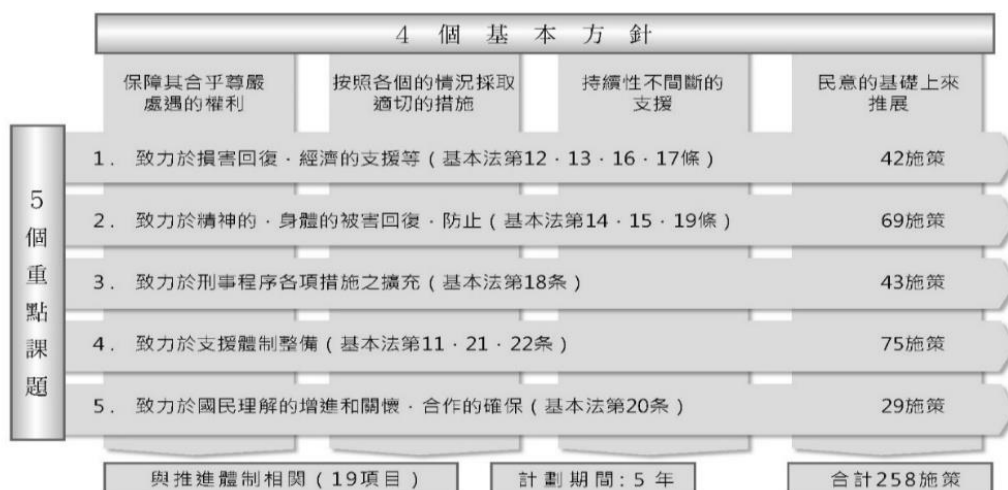 4個基本方針
保障其合乎尊嚴
處遇的權利
按照各個的情況採取
適切的措施
持續性不間斷的
支援
民意的基礎上來
推展
5個重點課題
1. 致力於損害回復．經濟的支援等(基本法第12．13．16．17條) 42施策
2. 致力於精神的．身體的被害回復．防止(基本法第14．15．19條) 69施策
3. 致力於刑事程序各項措施之擴充(基本法第18条) 43施策
4. 致力於支援體制整備(基本法第11．21．22条) 75施策
5. 致力於國民理解的增進和關懷．合作的確保(基本法第20条) 29施策
與推進體制相関(19項目) 計劃期間:5年 合計258施策